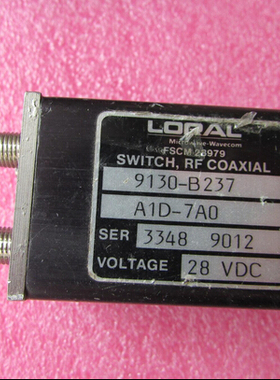 LORAL
Microwave-Wavecom
FSCM 28979
SWITCH, RF COAXIAL
9130-B237
A1D-7A0
SER 3348 9012
VOLTAGE 28 VDC